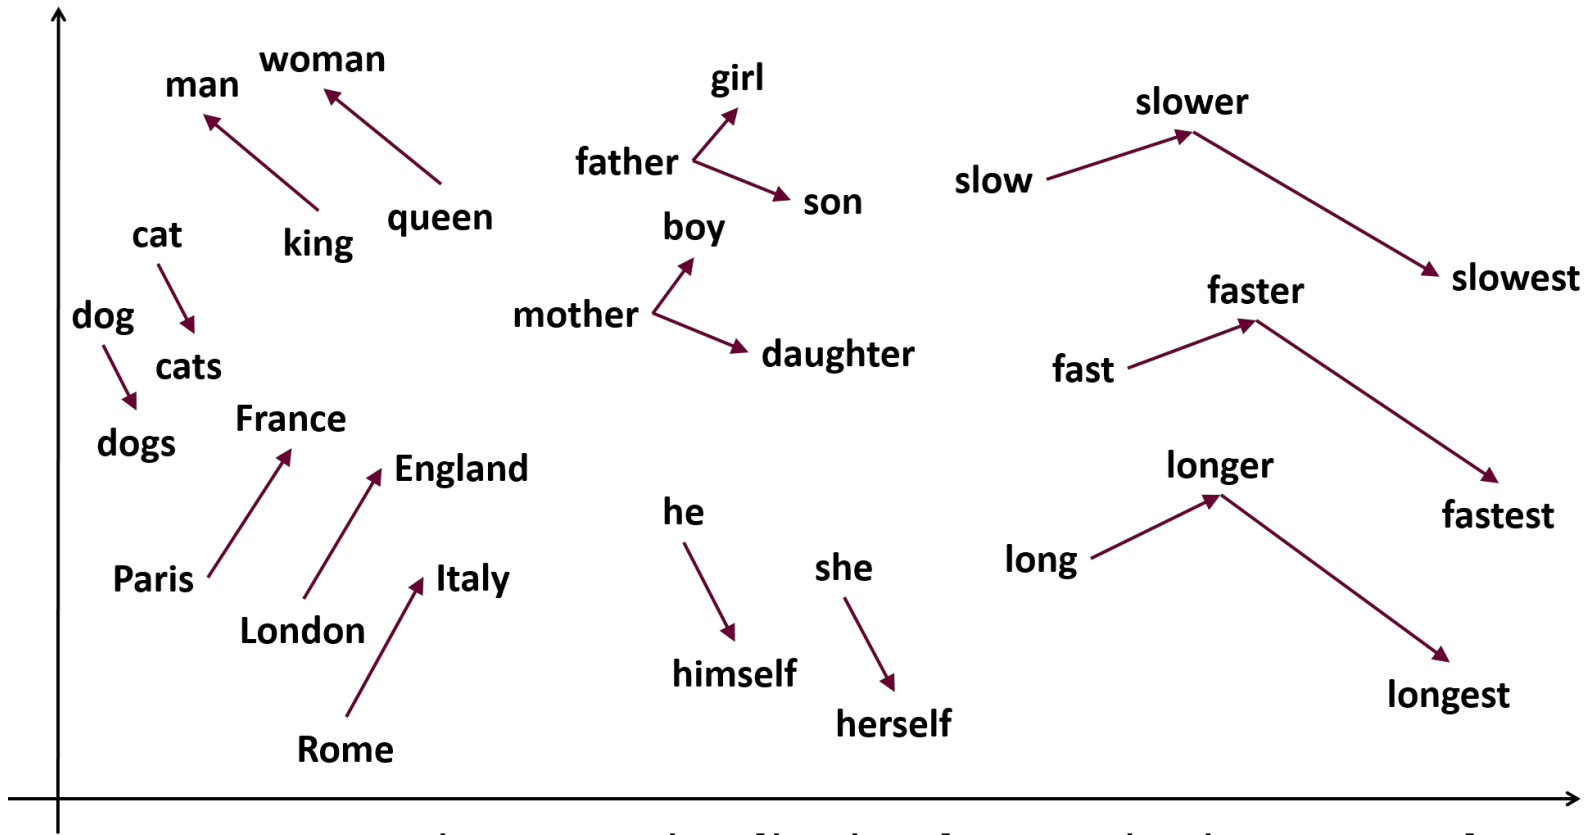 woman
man
girl
slower
father
slow
son
queen
boy
cat
king
slowest
faster
dog
mother
daughter
cats
fast
France
dogs
England
longer
he
fastest
long
she
Paris
Italy
London
himself
longest
herself
Rome